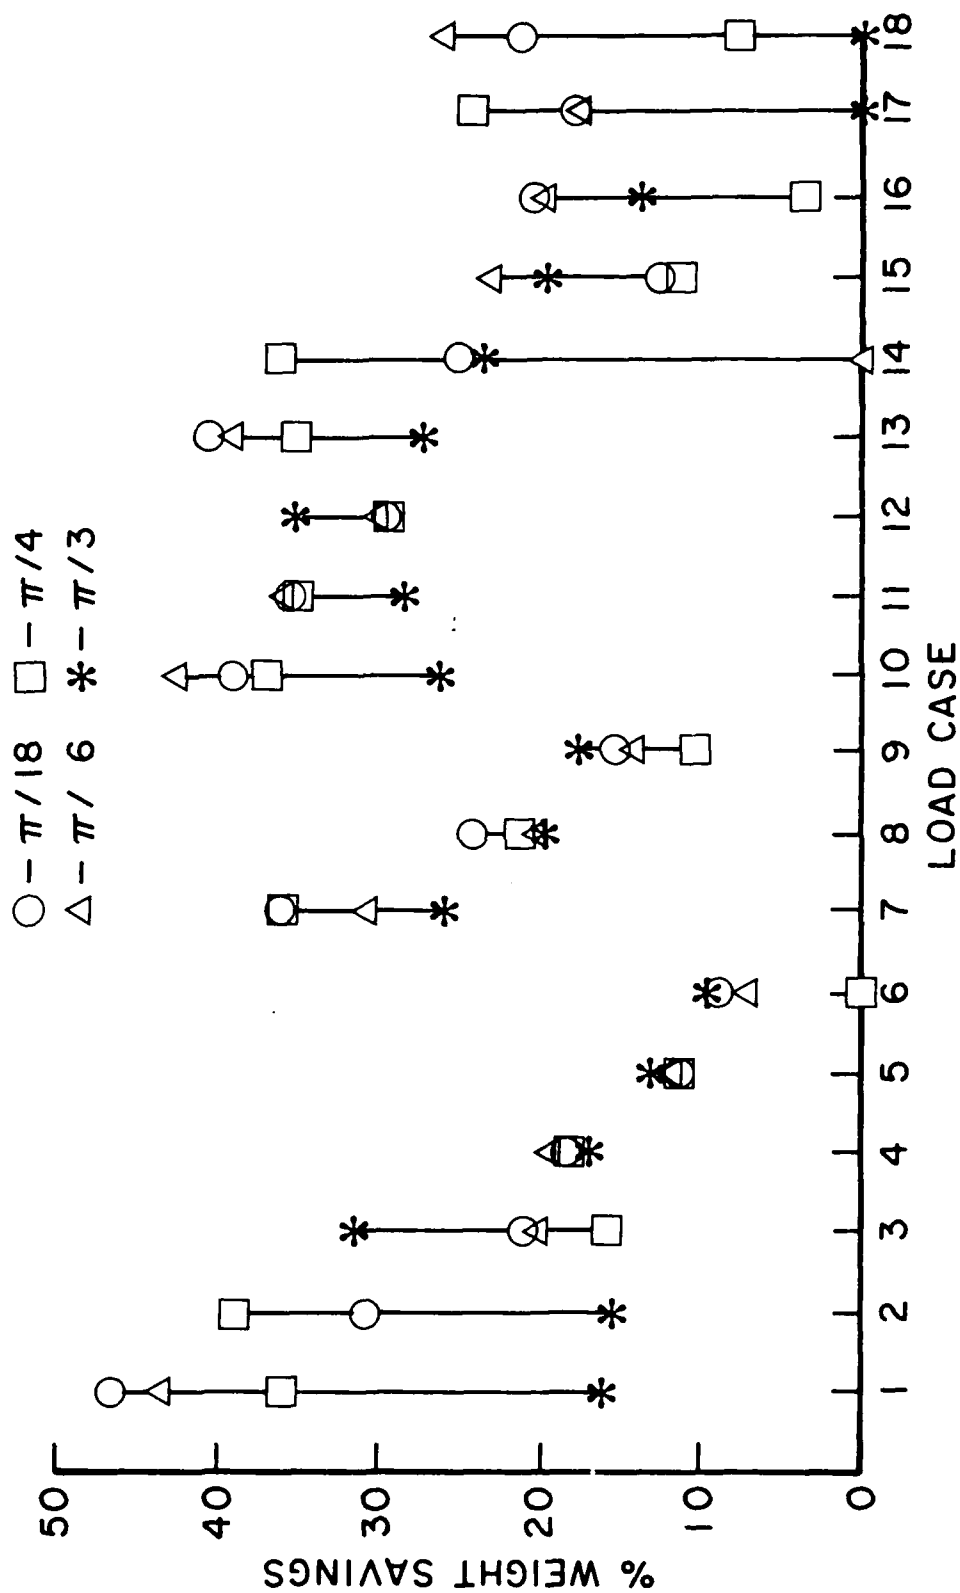 ○ – π/18 □ – π/4
△ – π/ 6 ✱ – π/3
% WEIGHT SAVINGS
50
40
30
20
10
0
1 2 3 4 5 6 7 8 9 10 11 12 13 14 15 16 17 18
LOAD CASE